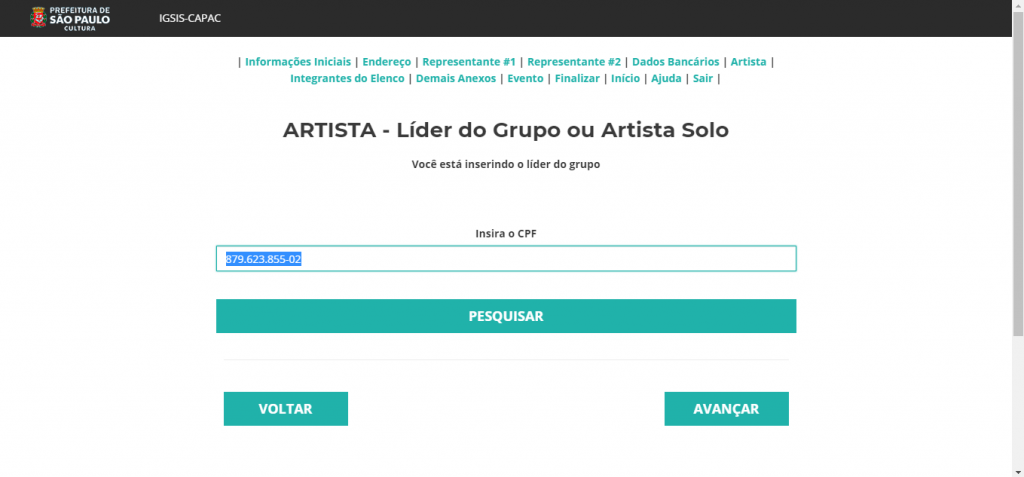 PREFEITURA DE
SÃO PAULO
CULTURA
IGSIS-CAPAC
| Informações Iniciais | Endereço | Representante #1 | Representante #2 | Dados Bancários | Artista |
Integrantes do Elenco | Demais Anexos | Evento | Finalizar | Início | Ajuda | Sair |
ARTISTA - Líder do Grupo ou Artista Solo
Você está inserindo o líder do grupo
Insira o CPF
879.623.855-02
PESQUISAR
VOLTAR
AVANÇAR